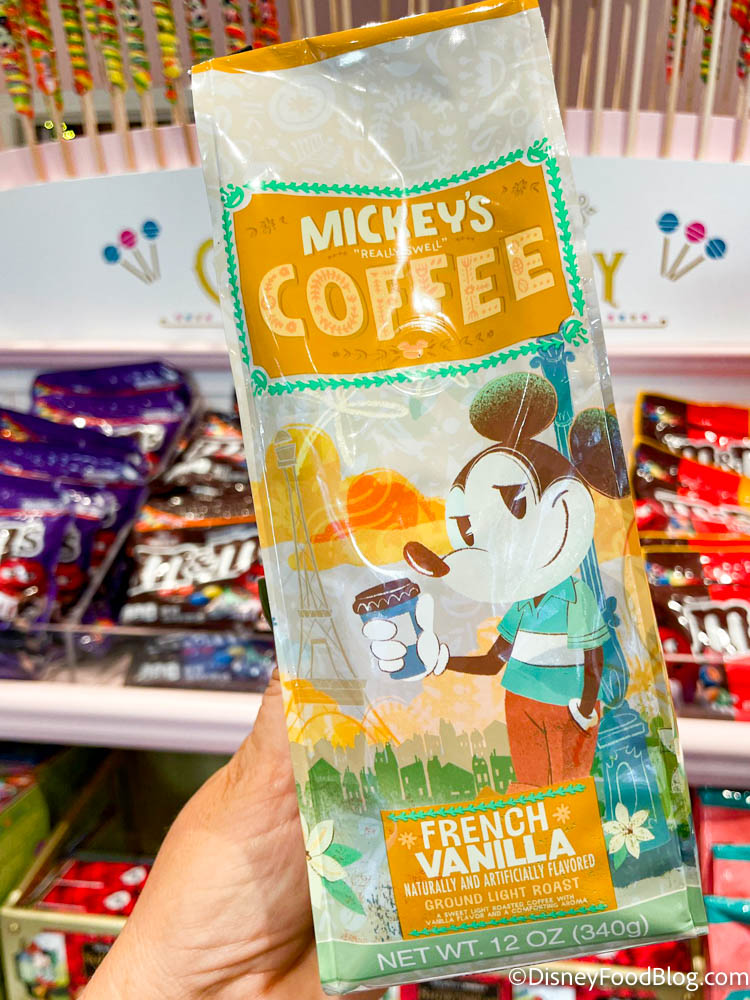 MICKEY'S
"REALLY SWELL"
COFFEE
Y
M&M's
FRENCH
VANILLA
NATURALLY AND ARTIFICIALLY FLAVORED
GROUND LIGHT ROAST
A SWEET LIGHT ROASTED COFFEE WITH
VANILLA FLAVOR AND A COMFORTING AROMA
NET WT. 12 OZ (340g)
©DisneyFoodBlog.com